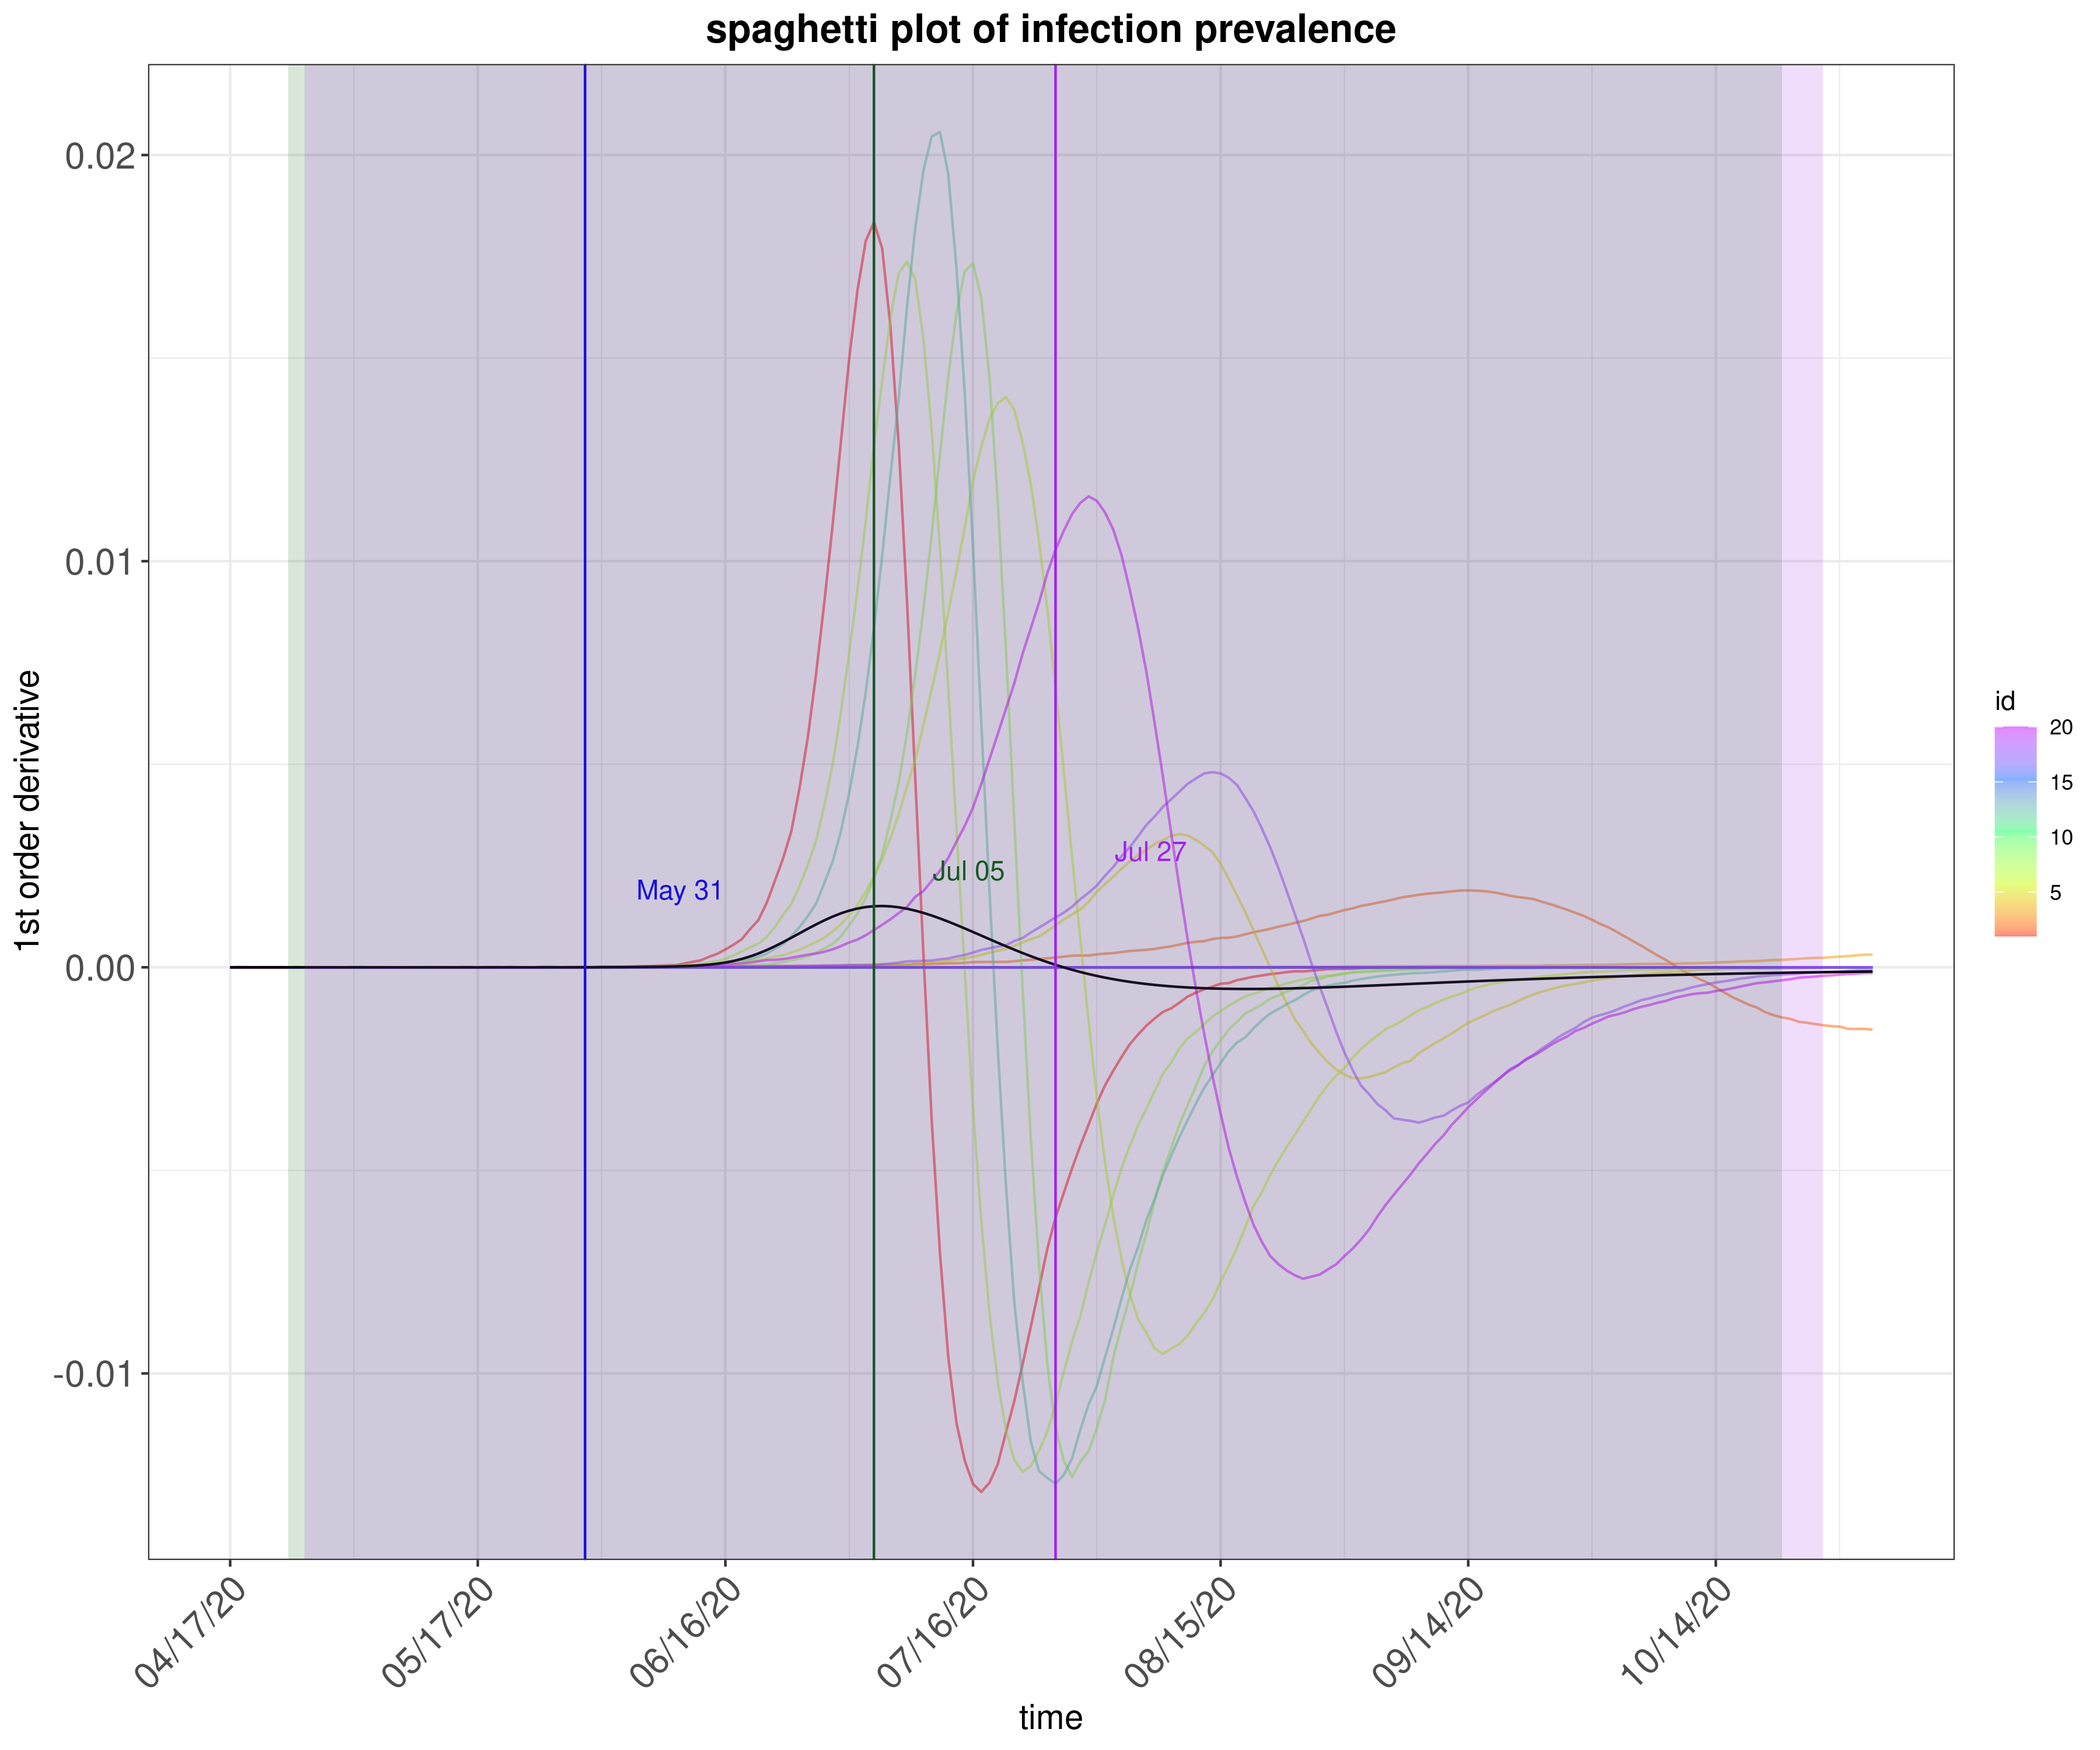 spaghetti plot of infection prevalence
0.02
0.01
0.00
-0.01
1st order derivative
May 31
Jul 05
Jul 27
04/17/20
05/17/20
06/16/20
07/16/20
08/15/20
09/14/20
10/14/20
time
id
20
15
10
5